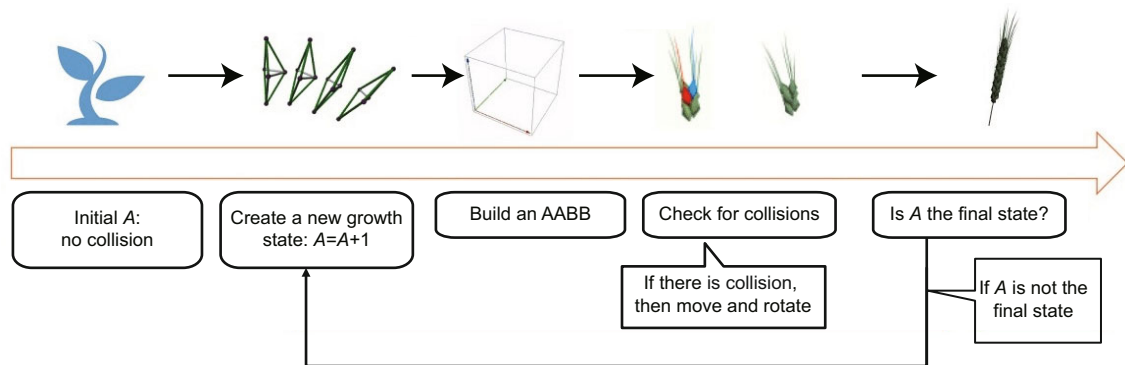 Initial A:
no collision
Create a new growth
state: A=A+1
Build an AABB
Check for collisions
Is A the final state?
If there is collision,
then move and rotate
If A is not the
final state